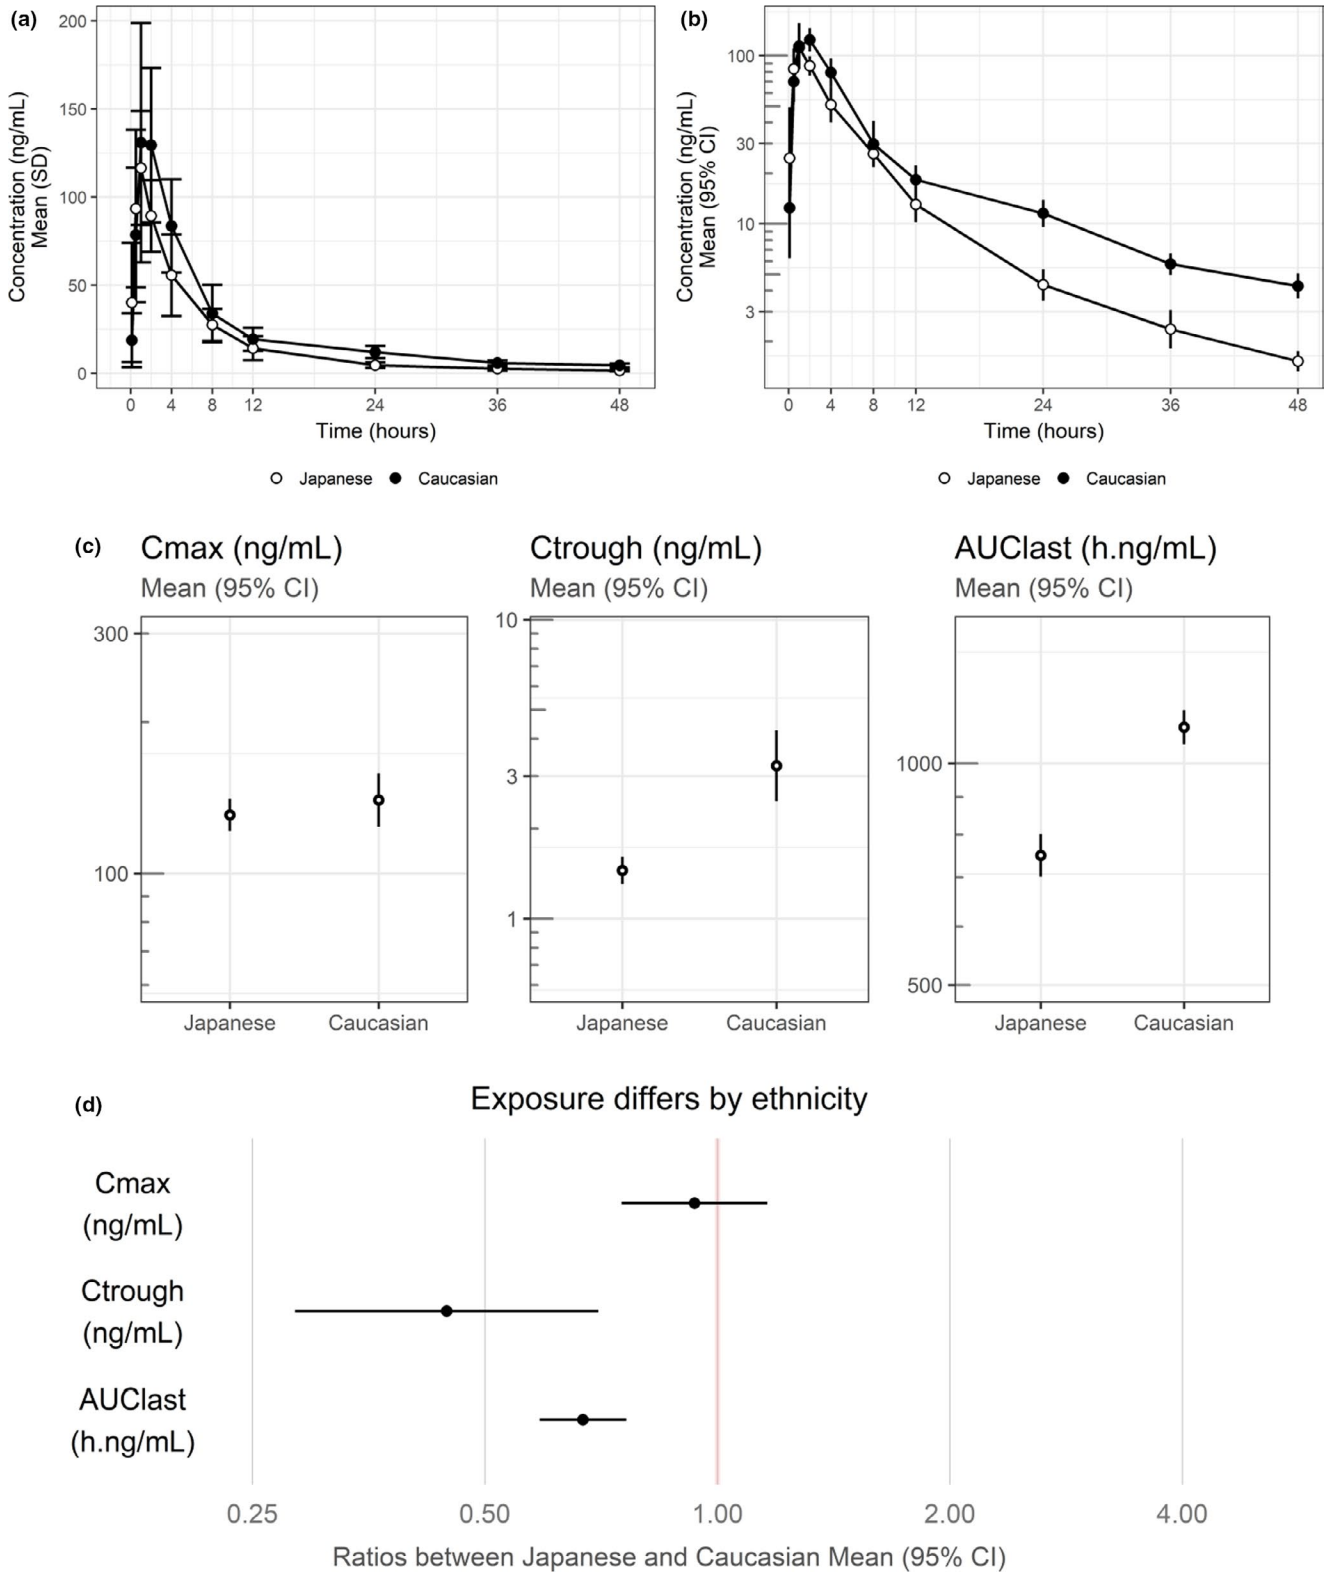 (a)
200
150
100
50
0
Concentration (ng/mL)
Mean (SD)
0 4 8 12 24 36 48
Time (hours)
Japanese Caucasian
(b)
100
30
10
3
Concentration (ng/mL)
Mean (95% CI)
0 4 8 12 24 36 48
Time (hours)
Japanese Caucasian
(c)
Cmax (ng/mL)
Mean (95% CI)
300
100
Japanese Caucasian
Ctrough (ng/mL)
Mean (95% CI)
10
3
1
Japanese Caucasian
AUClast (h.ng/mL)
Mean (95% CI)
1000
500
Japanese Caucasian
(d)
Exposure differs by ethnicity
Cmax
(ng/mL)
Ctrough
(ng/mL)
AUClast
(h.ng/mL)
0.25 0.50 1.00 2.00 4.00
Ratios between Japanese and Caucasian Mean (95% CI)